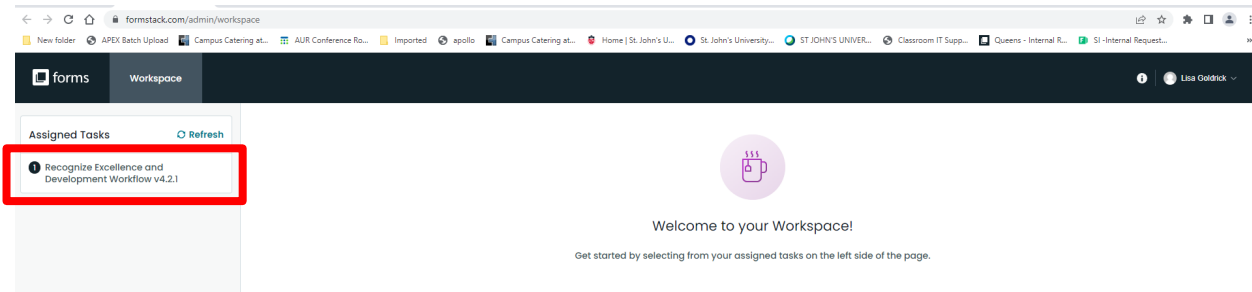 formstack.com/admin/workspace
New folder APEX Batch Upload Campus Catering at... AUR Conference Ro... Imported apollo Campus Catering at... Home | St. John's U... St. John's University... ST JOHN'S UNIVER... Classroom IT Supp... Queens - Internal R... SI -Internal Request...
forms Workspace Lisa Goldrick
Assigned Tasks Refresh
1 Recognize Excellence and
Development Workflow v4.2.1
Welcome to your Workspace!
Get started by selecting from your assigned tasks on the left side of the page.